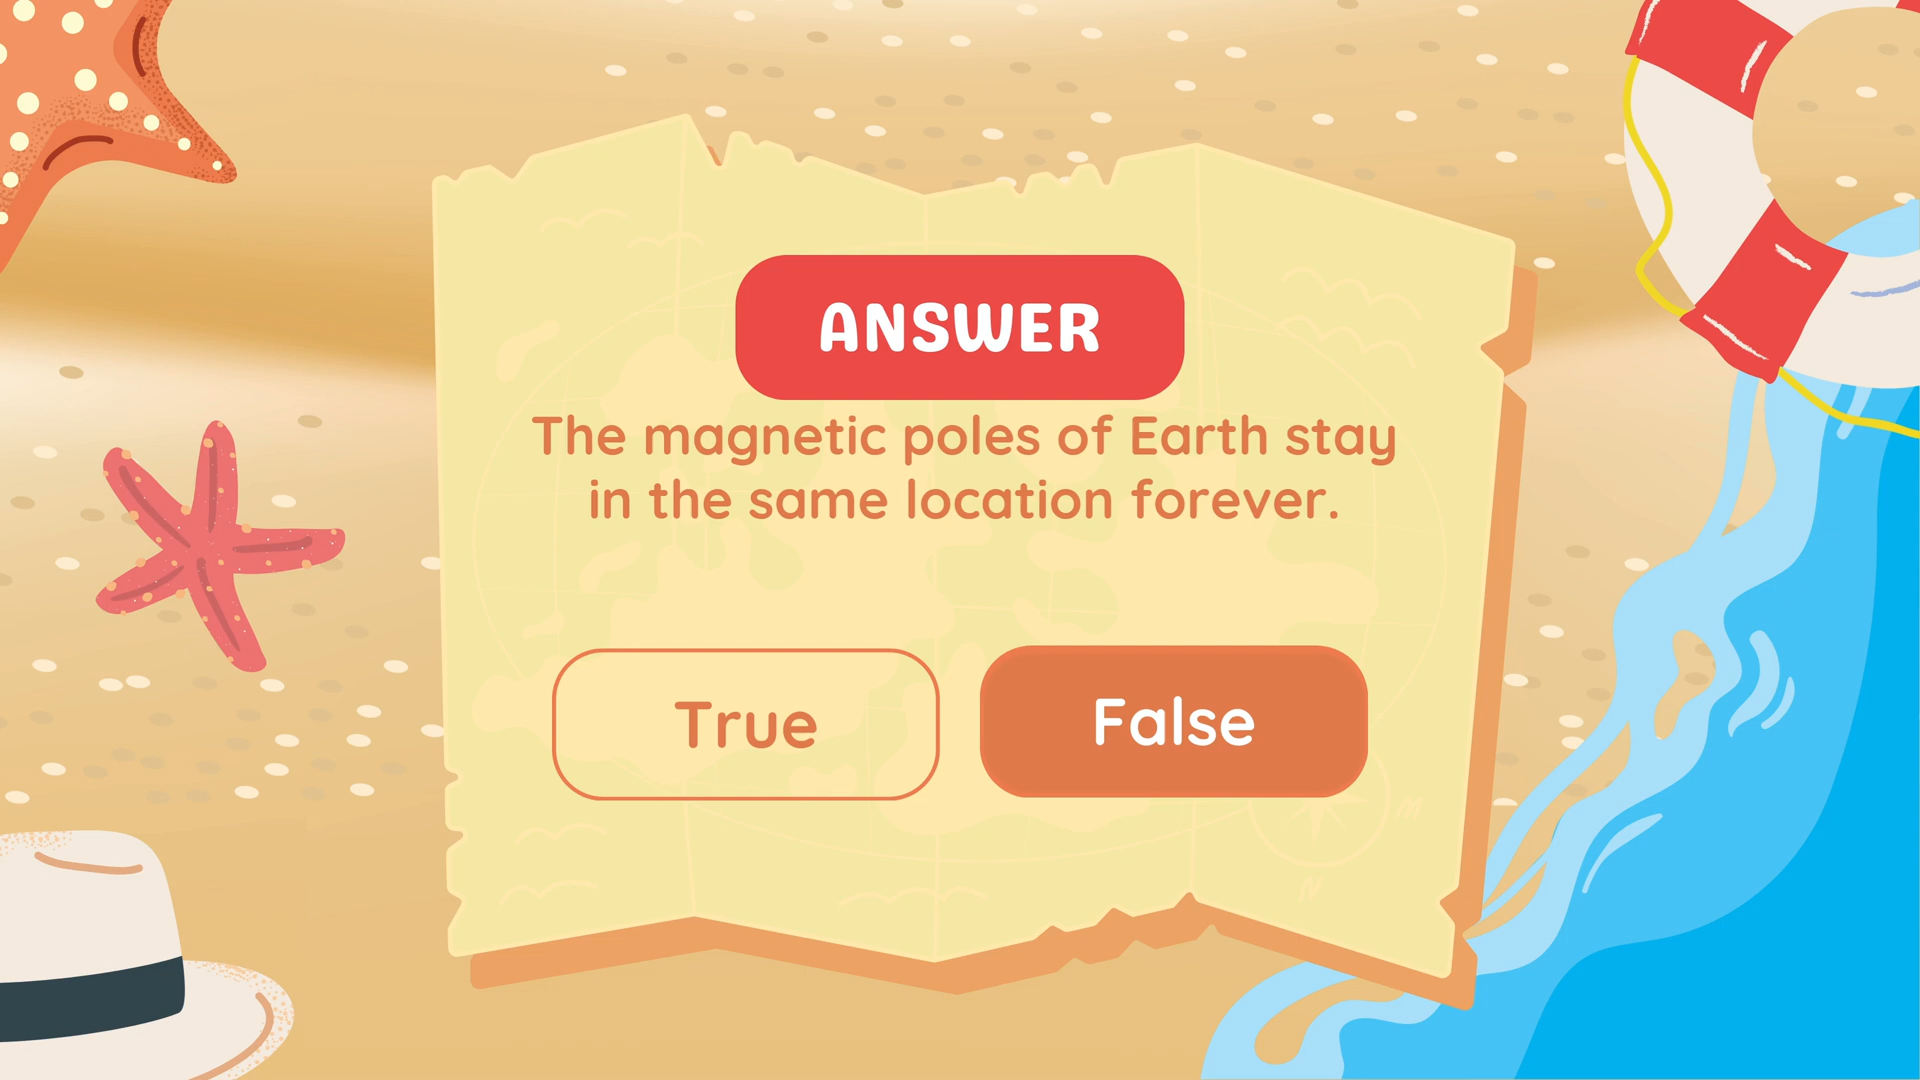 ANSWER
The magnetic poles of Earth stay
in the same location forever.
True
False
M
N